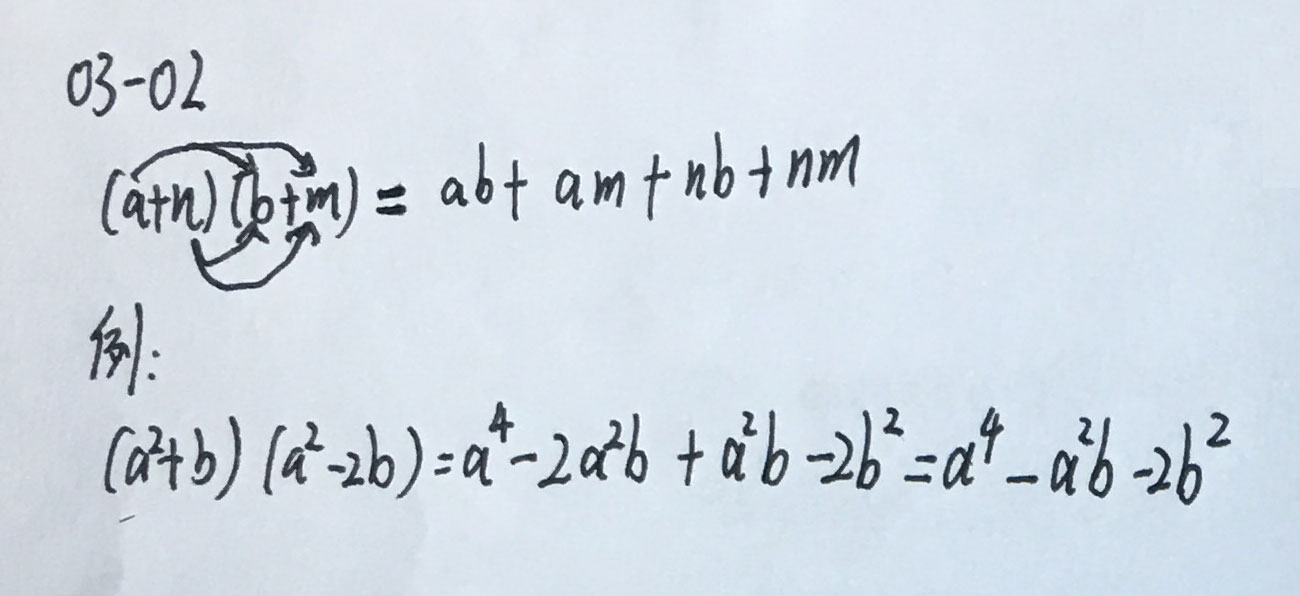 03-02
(a+n)(b+m) = ab + am + nb + nm
例:
(a²+b)(a²-2b)=a⁴-2a²b + a²b -2b² = a⁴ - a²b -2b²